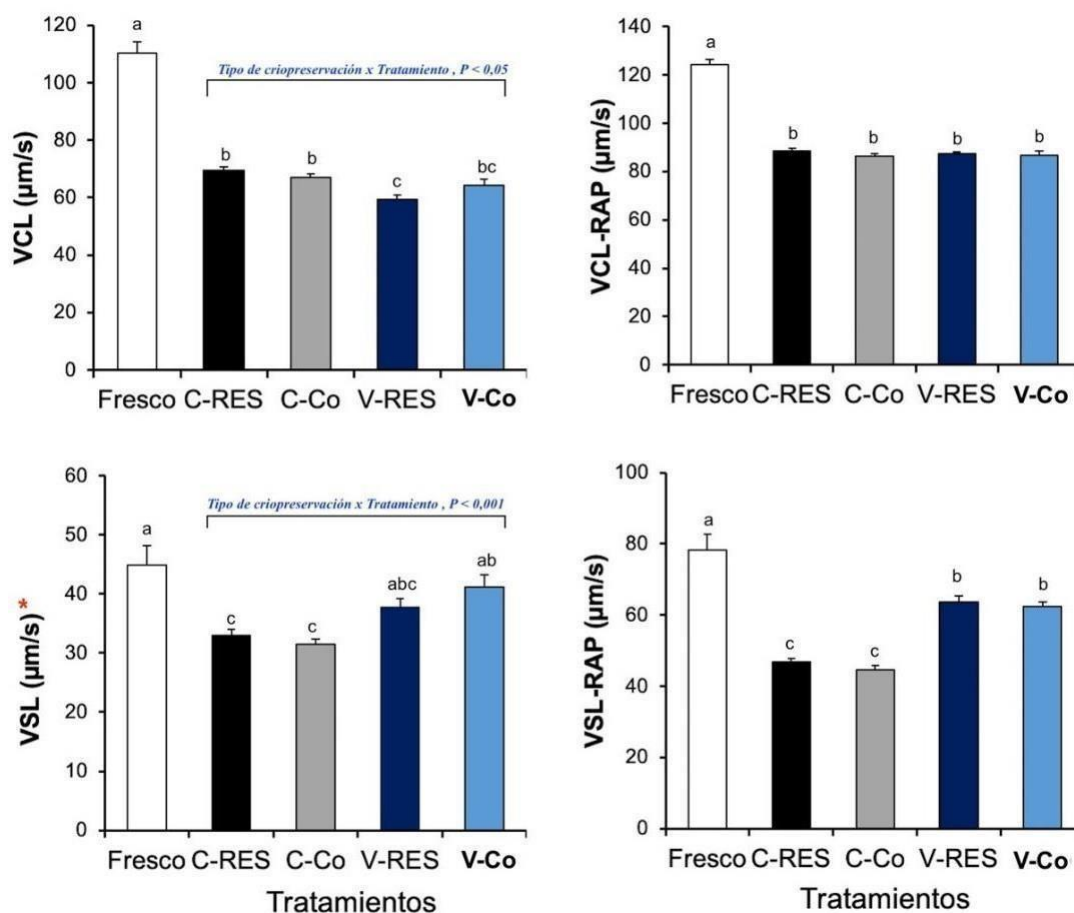 120
100
80
60
40
20
0
VCL (µm/s)
a
b
b
c
bc
Tipo de criopreservación x Tratamiento , P < 0,05
Fresco C-RES C-Co V-RES V-Co
140
120
100
80
60
40
20
0
VCL-RAP (µm/s)
a
b
b
b
b
Fresco C-RES C-Co V-RES V-Co
60
50
40
30
20
10
0
VSL (µm/s)*
a
c
c
abc
ab
Tipo de criopreservación x Tratamiento , P < 0,001
Fresco C-RES C-Co V-RES V-Co
Tratamientos
100
80
60
40
20
0
VSL-RAP (µm/s)
a
c
c
b
b
Fresco C-RES C-Co V-RES V-Co
Tratamientos